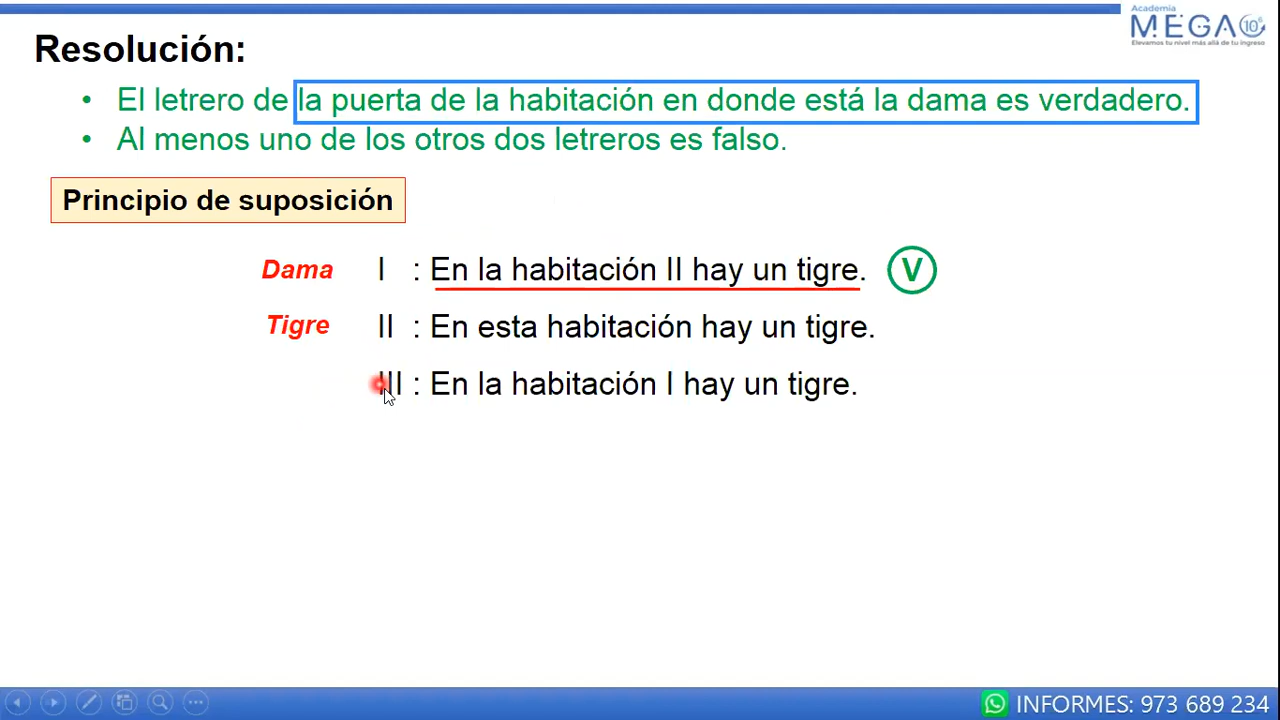 Academia
MEGA 10⁶
Elevamos tu nivel más allá de tu ingreso
Resolución:
• El letrero de la puerta de la habitación en donde está la dama es verdadero.
• Al menos uno de los otros dos letreros es falso.
Principio de suposición
Dama I : En la habitación II hay un tigre. V
Tigre II : En esta habitación hay un tigre.
III : En la habitación I hay un tigre.
INFORMES: 973 689 234